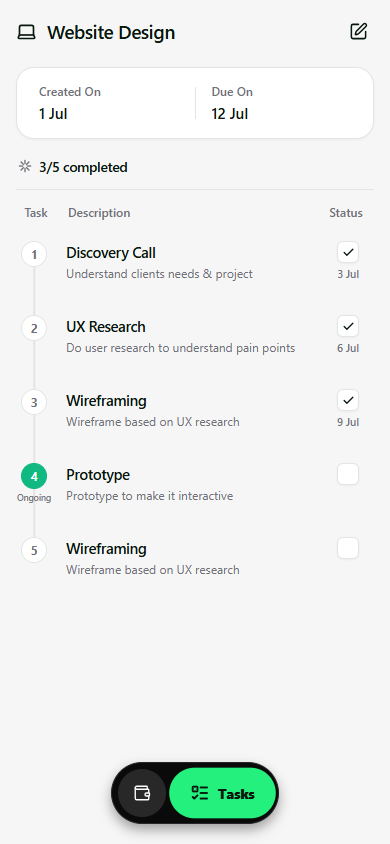 Website Design
Created On
1 Jul
Due On
12 Jul
3/5 completed
Task Description Status
1 Discovery Call
Understand clients needs & project 3 Jul
2 UX Research
Do user research to understand pain points 6 Jul
3 Wireframing
Wireframe based on UX research 9 Jul
4 Prototype
Ongoing Prototype to make it interactive
5 Wireframing
Wireframe based on UX research
Tasks